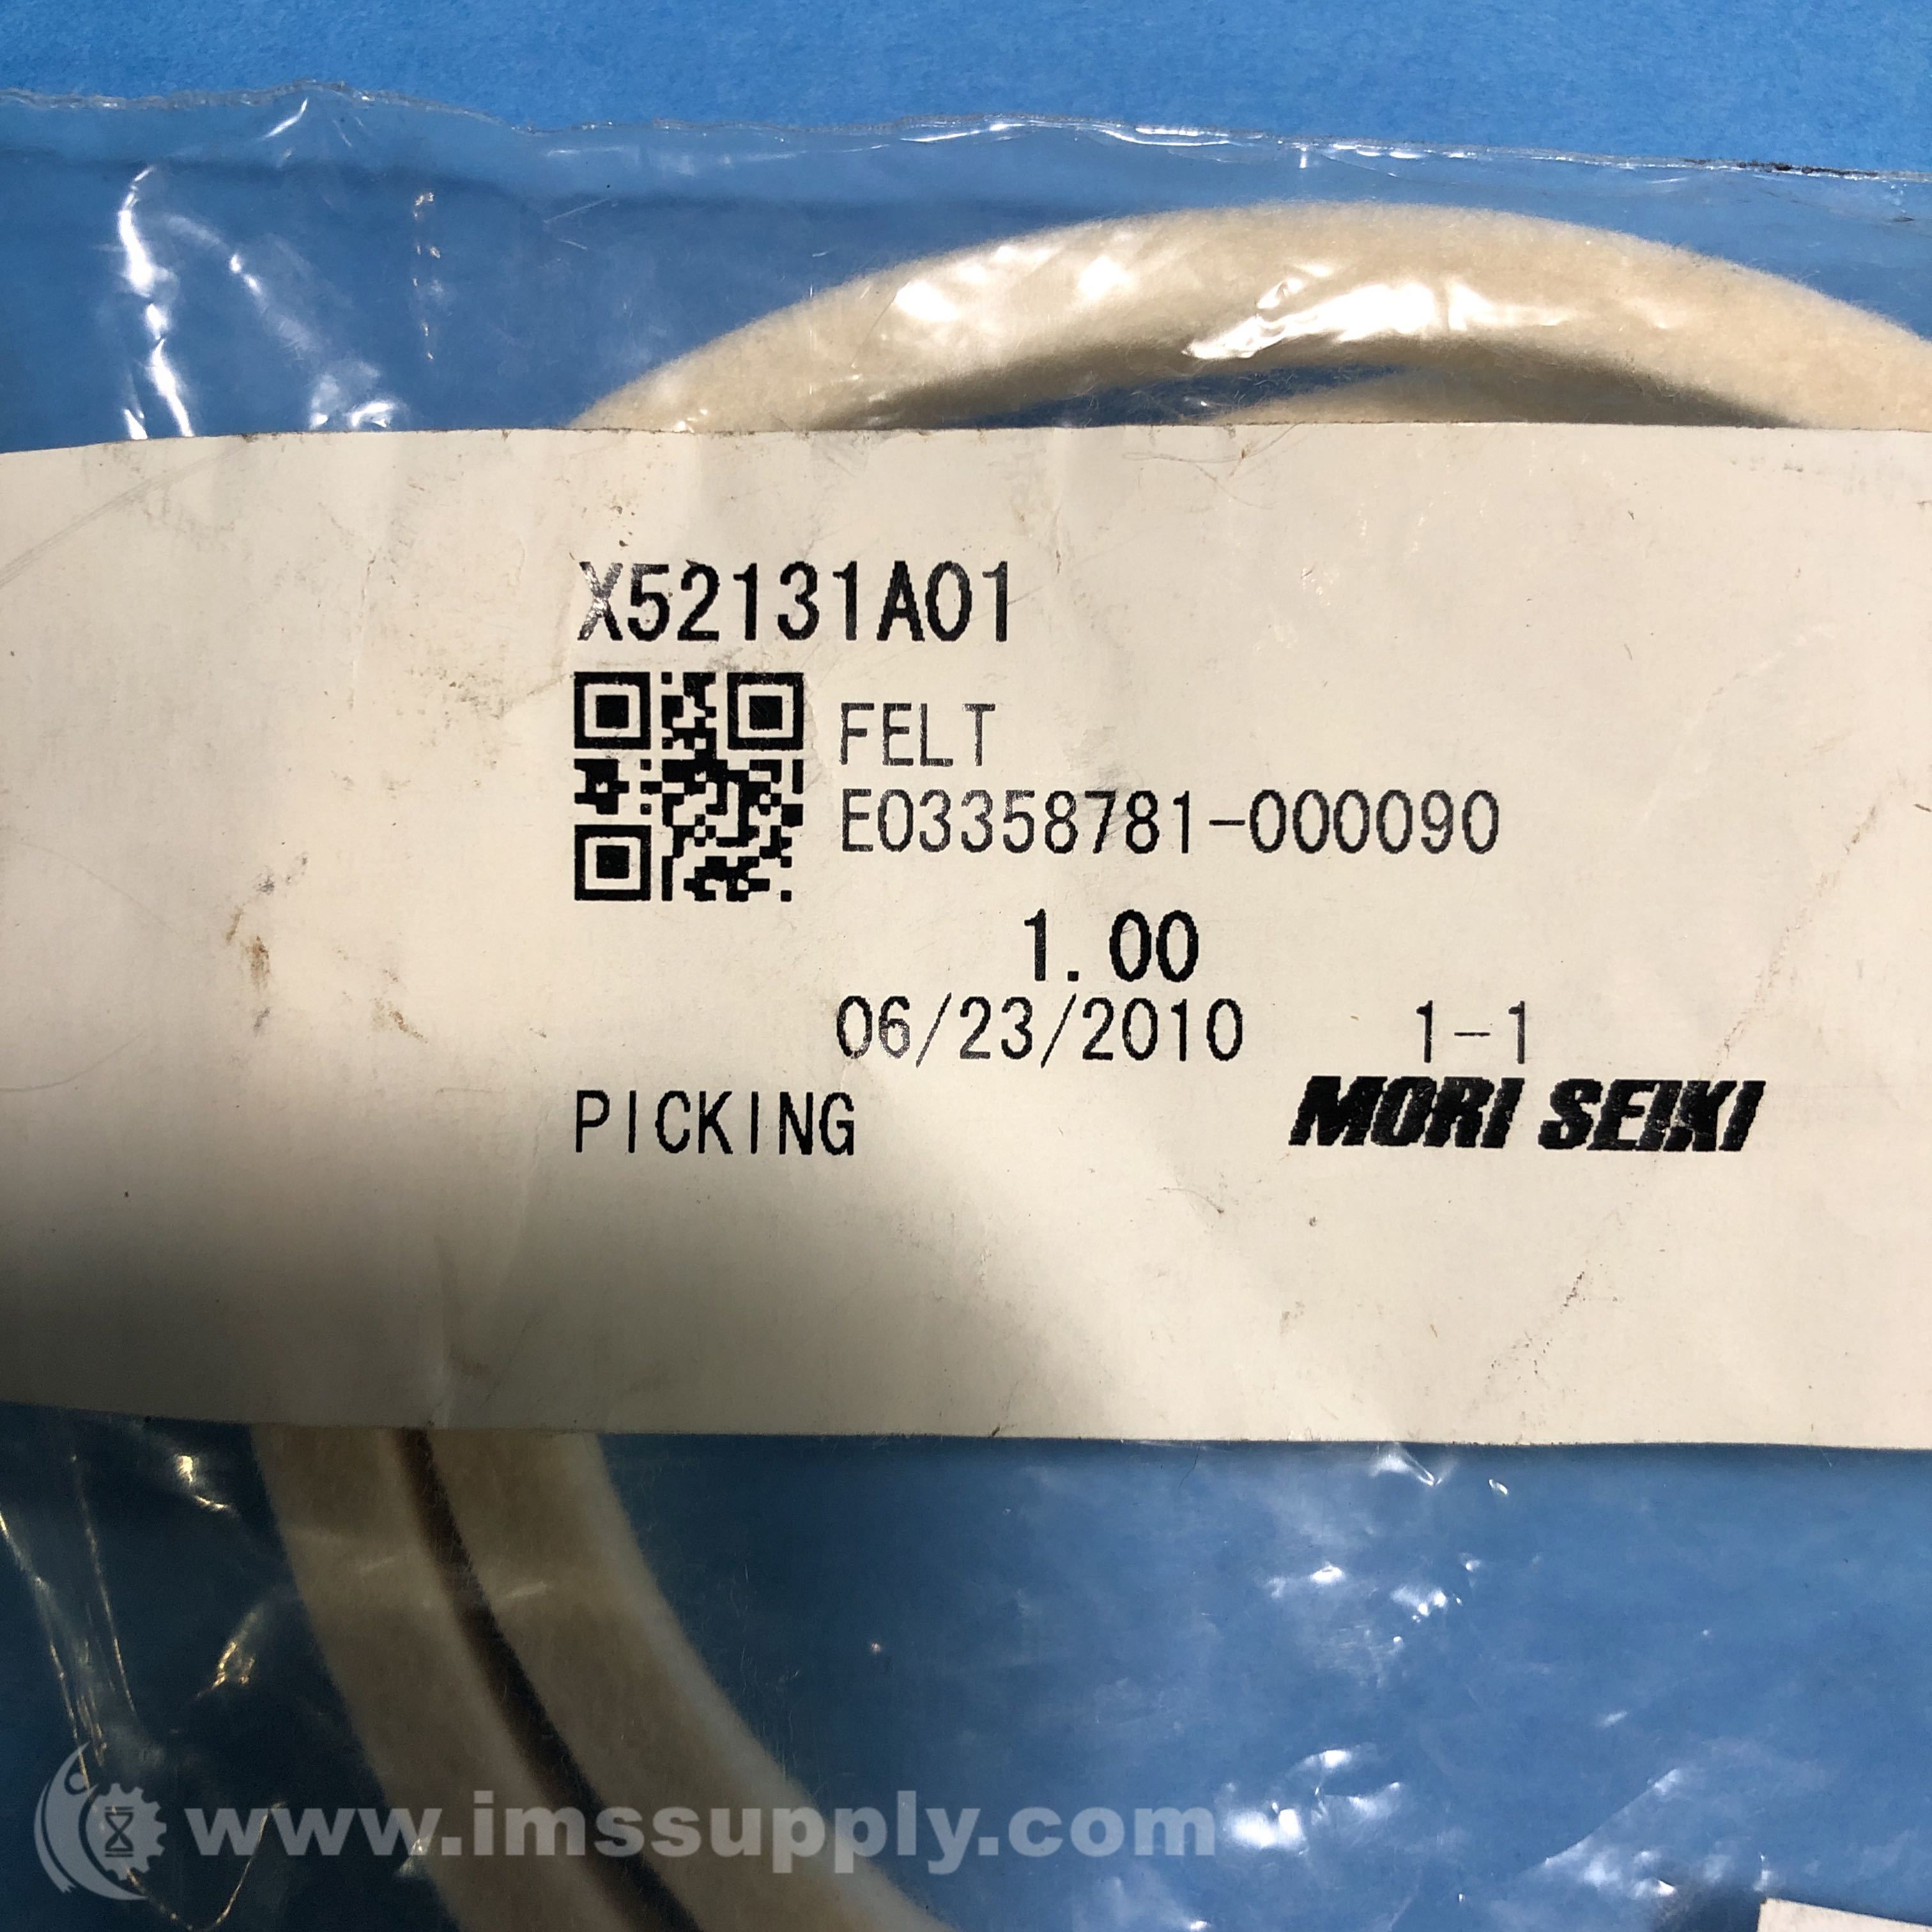 X52131A01
FELT
E03358781-000090
1.00
06/23/2010 1-1
PICKING MORI SEIKI
www.imssupply.com